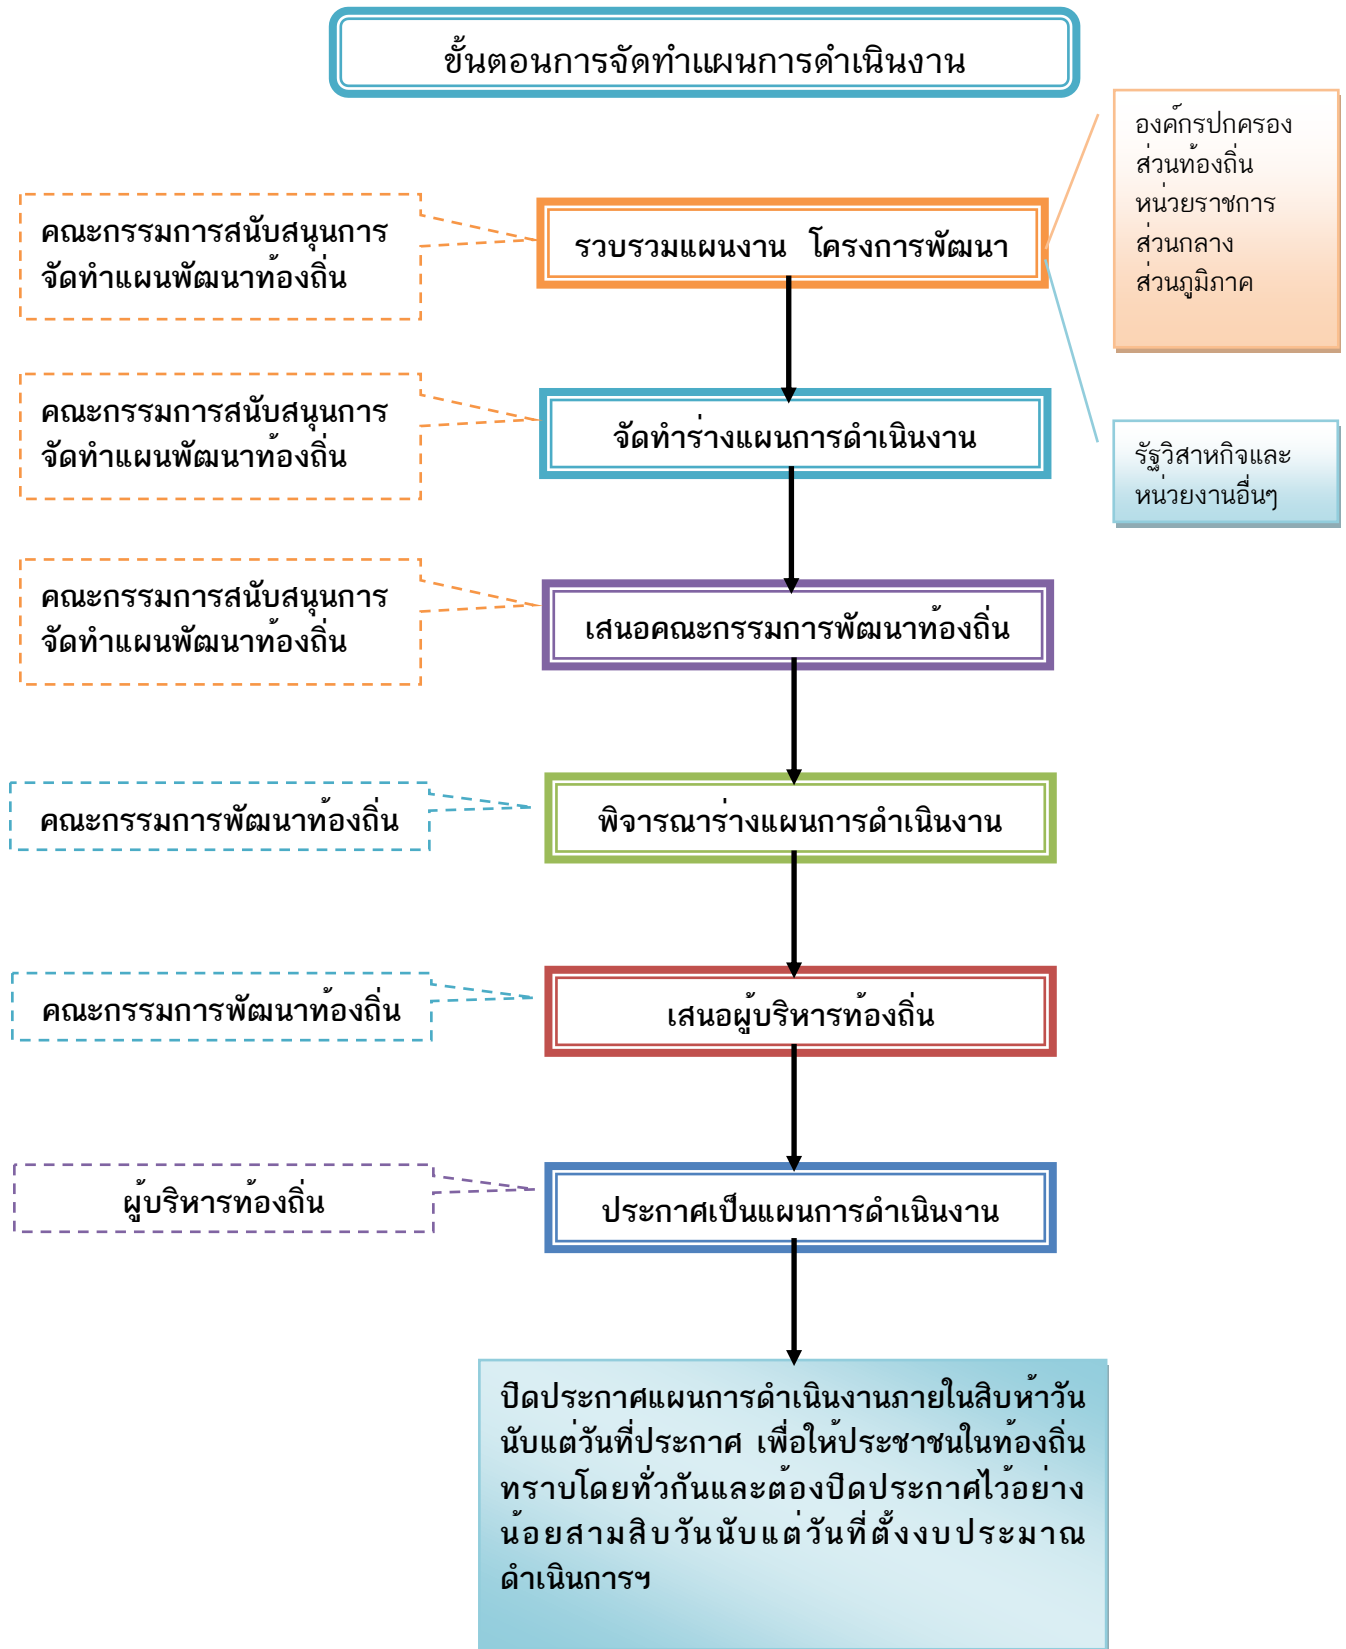 ขั้นตอนการจัดทำแผนการดำเนินงาน
องค์กรปกครอง
ส่วนท้องถิ่น
หน่วยราชการ
ส่วนกลาง
ส่วนภูมิภาค
คณะกรรมการสนับสนุนการ
จัดทำแผนพัฒนาท้องถิ่น
รวบรวมแผนงาน โครงการพัฒนา
คณะกรรมการสนับสนุนการ
จัดทำแผนพัฒนาท้องถิ่น
จัดทำร่างแผนการดำเนินงาน
รัฐวิสาหกิจและ
หน่วยงานอื่นๆ
คณะกรรมการสนับสนุนการ
จัดทำแผนพัฒนาท้องถิ่น
เสนอคณะกรรมการพัฒนาท้องถิ่น
คณะกรรมการพัฒนาท้องถิ่น
พิจารณาร่างแผนการดำเนินงาน
คณะกรรมการพัฒนาท้องถิ่น
เสนอผู้บริหารท้องถิ่น
ผู้บริหารท้องถิ่น
ประกาศเป็นแผนการดำเนินงาน
ปิดประกาศแผนการดำเนินงานภายในสิบห้าวัน
นับแต่วันที่ประกาศ เพื่อให้ประชาชนในท้องถิ่น
ทราบโดยทั่วกันและต้องปิดประกาศไว้อย่าง
น้อยสามสิบวันนับแต่วันที่ตั้งงบประมาณ
ดำเนินการฯ